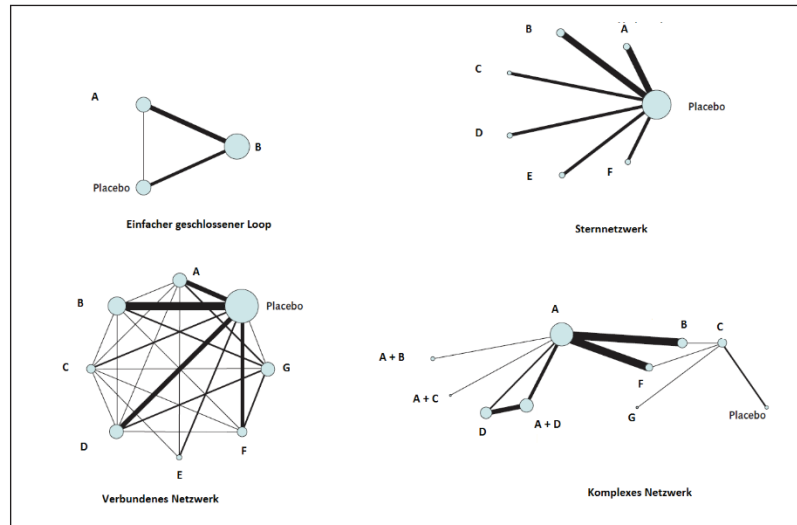 A
B
Placebo
Einfacher geschlossener Loop
B
A
C
Placebo
D
E
F
Sternnetzwerk
A
B
Placebo
C
G
D
F
E
Verbundenes Netzwerk
A
B
C
A + B
F
A + C
G
Placebo
D
A + D
Komplexes Netzwerk